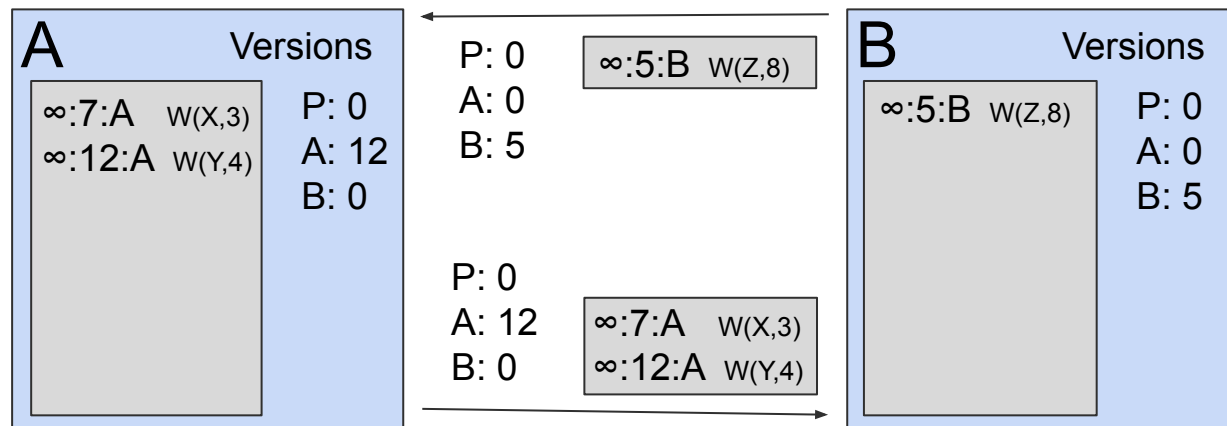 A Versions
∞:7:A W(X,3)
∞:12:A W(Y,4)
P: 0
A: 12
B: 0
P: 0
A: 0
B: 5
∞:5:B W(Z,8)
P: 0
A: 12
B: 0
∞:7:A W(X,3)
∞:12:A W(Y,4)
B Versions
∞:5:B W(Z,8)
P: 0
A: 0
B: 5